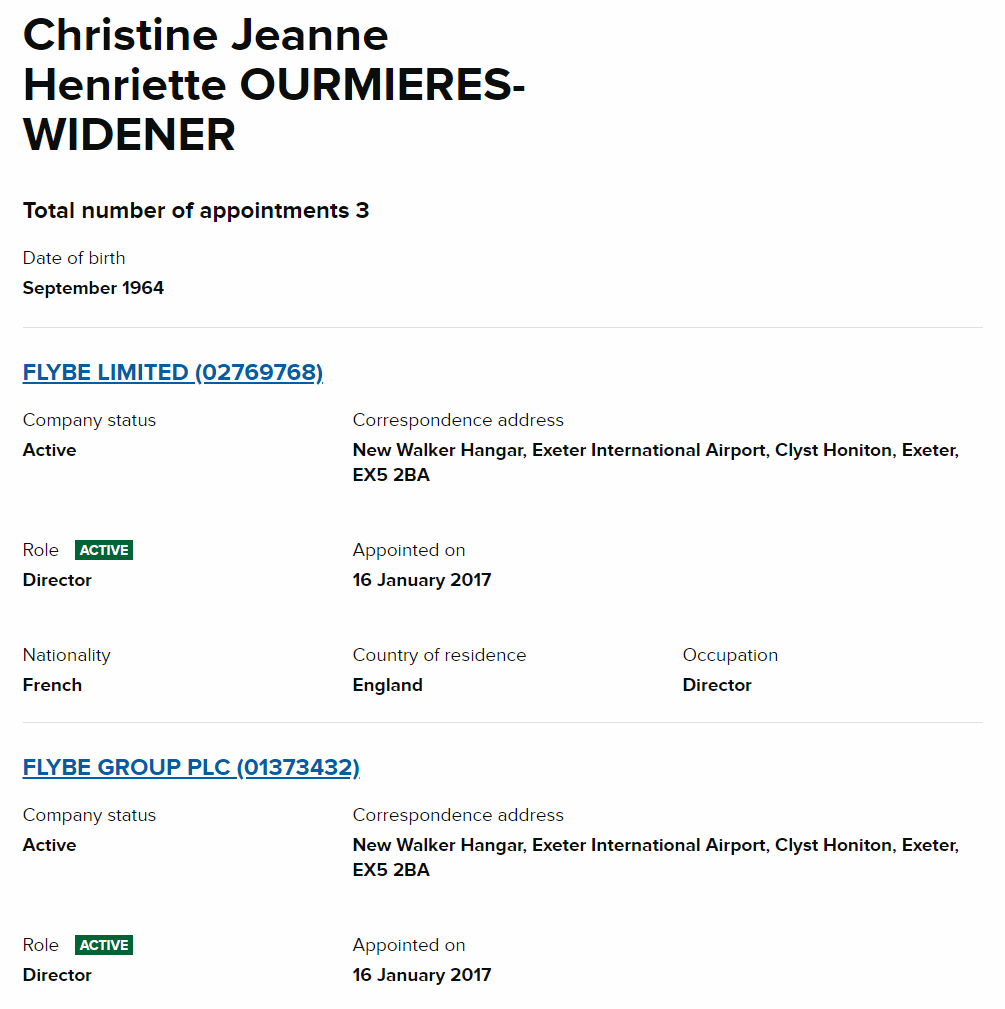 Christine Jeanne
Henriette OURMIERES-
WIDENER
Total number of appointments 3
Date of birth
September 1964
FLYBE LIMITED (02769768)
Company status
Active
Correspondence address
New Walker Hangar, Exeter International Airport, Clyst Honiton, Exeter,
EX5 2BA
Role ACTIVE
Director
Appointed on
16 January 2017
Nationality
French
Country of residence
England
Occupation
Director
FLYBE GROUP PLC (01373432)
Company status
Active
Correspondence address
New Walker Hangar, Exeter International Airport, Clyst Honiton, Exeter,
EX5 2BA
Role ACTIVE
Director
Appointed on
16 January 2017